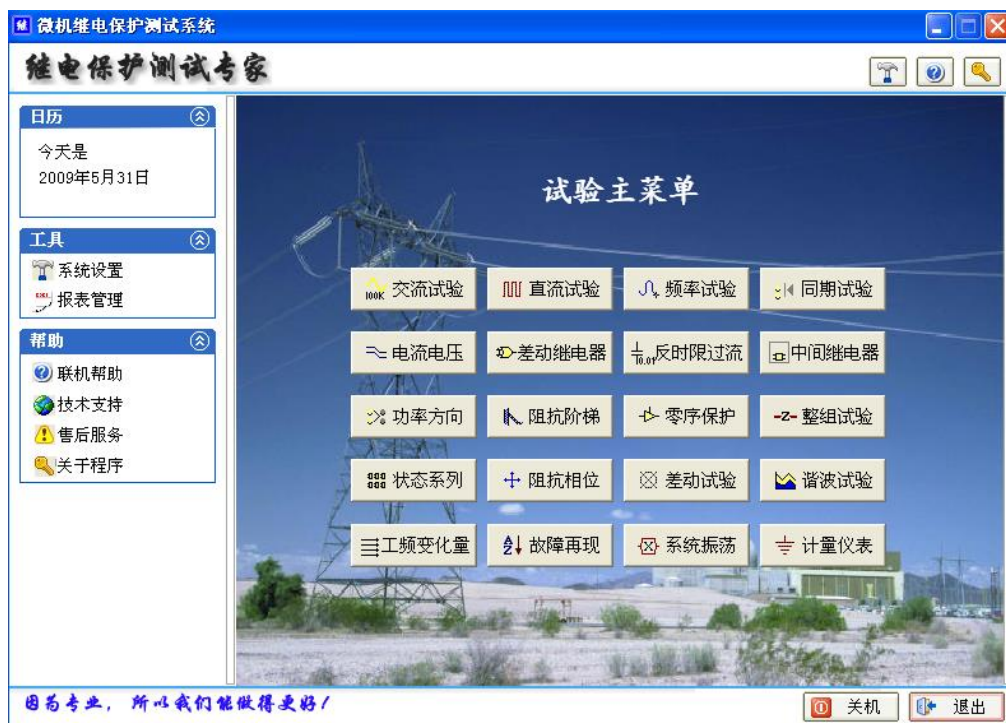 微机继电保护测试系统
继电保护测试专家
日历
今天是
2009年5月31日
工具
系统设置
报表管理
帮助
联机帮助
技术支持
售后服务
关于程序
试验主菜单
100K 交流试验 直流试验 频率试验 同期试验
电流电压 差动继电器 反时限过流 中间继电器
功率方向 阻抗阶梯 零序保护 -Z- 整组试验
状态系列 阻抗相位 差动试验 谐波试验
工频变化量 故障再现 系统振荡 计量仪表
因为专业，所以我们能做得更好！
关机 退出